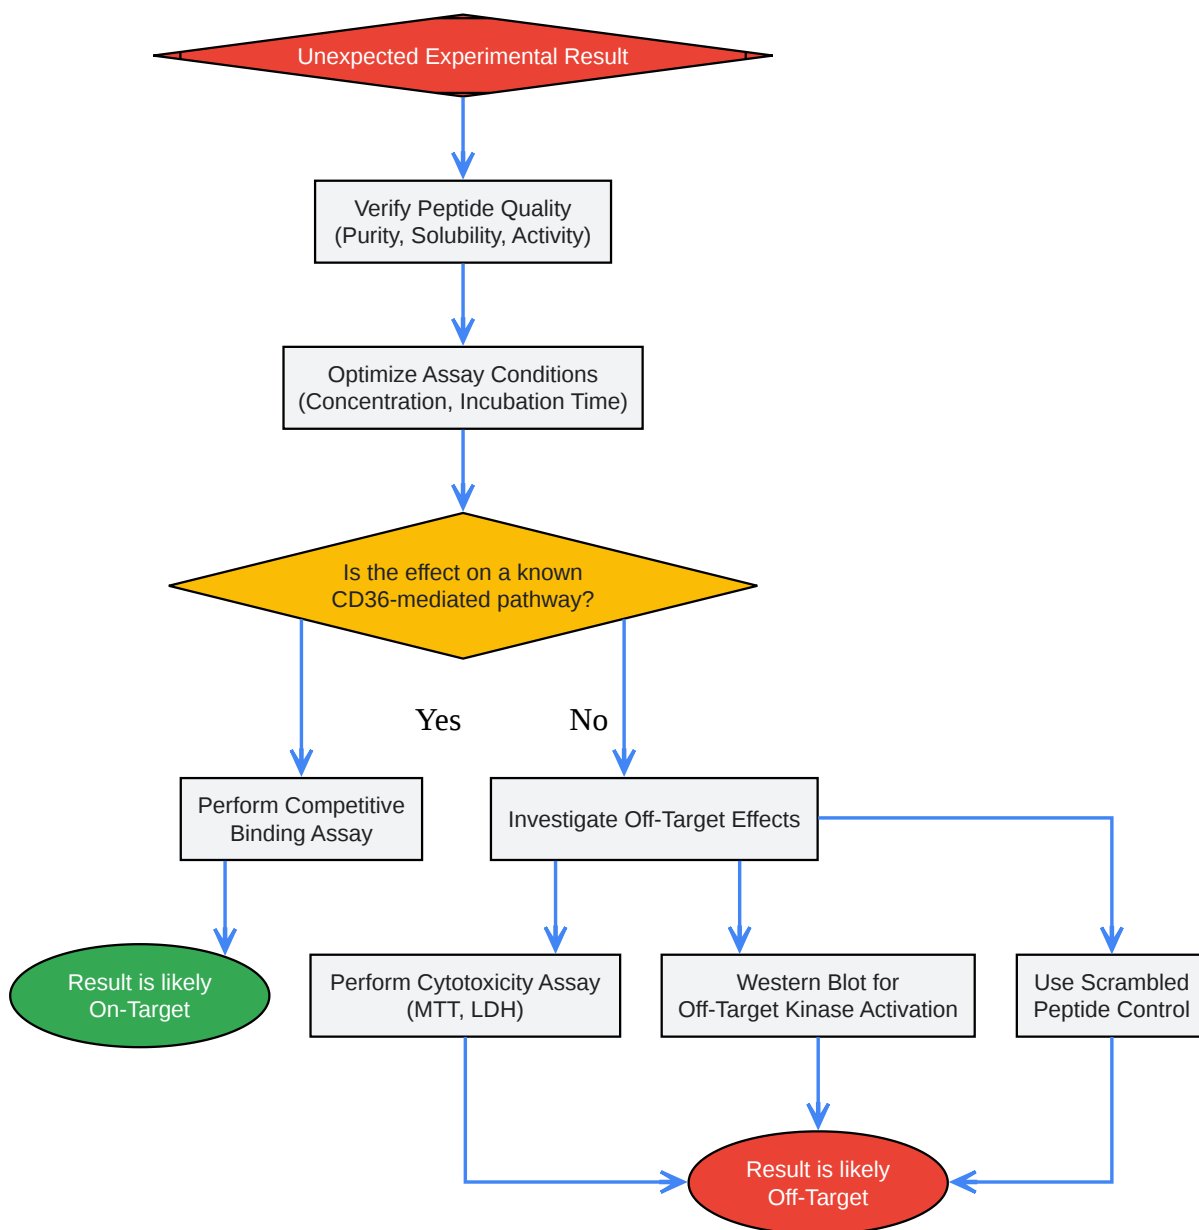 Unexpected Experimental Result
Verify Peptide Quality
(Purity, Solubility, Activity)
Optimize Assay Conditions
(Concentration, Incubation Time)
Is the effect on a known
CD36-mediated pathway?
Yes
No
Perform Competitive
Binding Assay
Investigate Off-Target Effects
Result is likely
On-Target
Perform Cytotoxicity Assay
(MTT, LDH)
Western Blot for
Off-Target Kinase Activation
Use Scrambled
Peptide Control
Result is likely
Off-Target